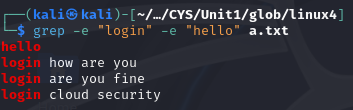 ┌──(kali㉿kali)-[~/…/CYS/Unit1/glob/linux4]
└─$ grep -e "login" -e "hello" a.txt
hello
login how are you
login are you fine
login cloud security